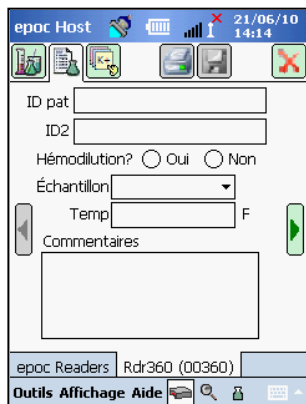 epoc Host 21/06/10
14:14
ID pat
ID2
Hémodilution? Oui Non
Échantillon
Temp F
Commentaires
epoc Readers Rdr360 (00360)
Outils Affichage Aide